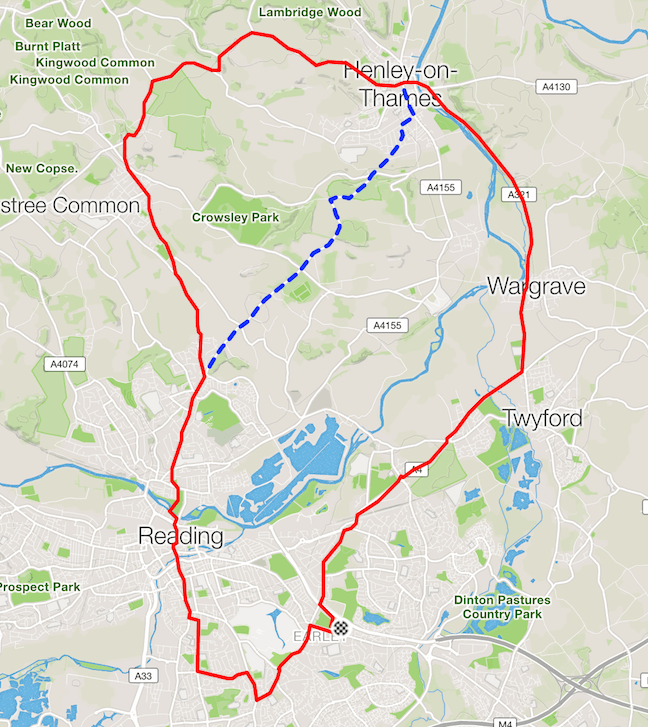 Lambridge Wood
Bear Wood
Burnt Platt
Kingwood Common
Kingwood Common
Henley-on-
Thames
A4130
New Copse.
A4155
A321
stree Common
Crowsley Park
Wargrave
A4155
A4074
Twyford
A4
Reading
Prospect Park
Dinton Pastures
Country Park
EARLE
A33
M4